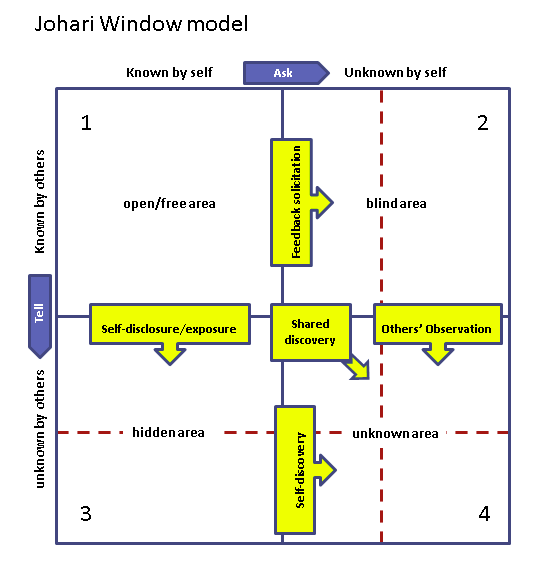 Johari Window model
Known by self
Ask
Unknown by self
1
2
Known by others
Feedback solicitation
open/free area
blind area
Tell
Self-disclosure/exposure
Shared
discovery
Others' Observation
unknown by others
hidden area
unknown area
Self-discovery
3
4